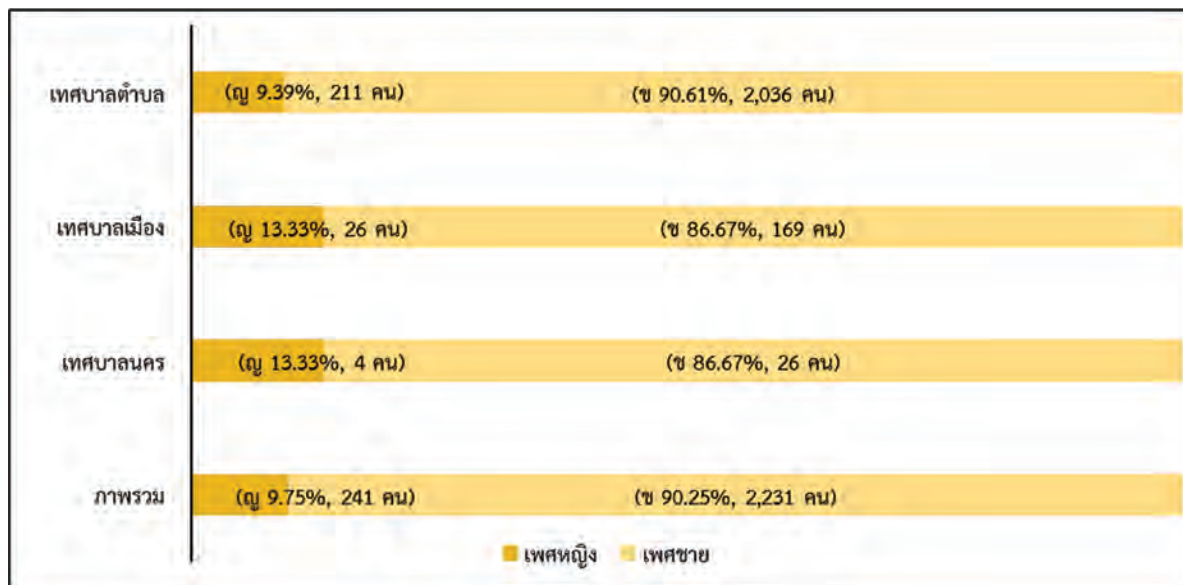 เทศบาลตำบล (ญ 9.39%, 211 คน) (ช 90.61%, 2,036 คน)
เทศบาลเมือง (ญ 13.33%, 26 คน) (ช 86.67%, 169 คน)
เทศบาลนคร (ญ 13.33%, 4 คน) (ช 86.67%, 26 คน)
ภาพรวม (ญ 9.75%, 241 คน) (ช 90.25%, 2,231 คน)
เพศหญิง เพศชาย